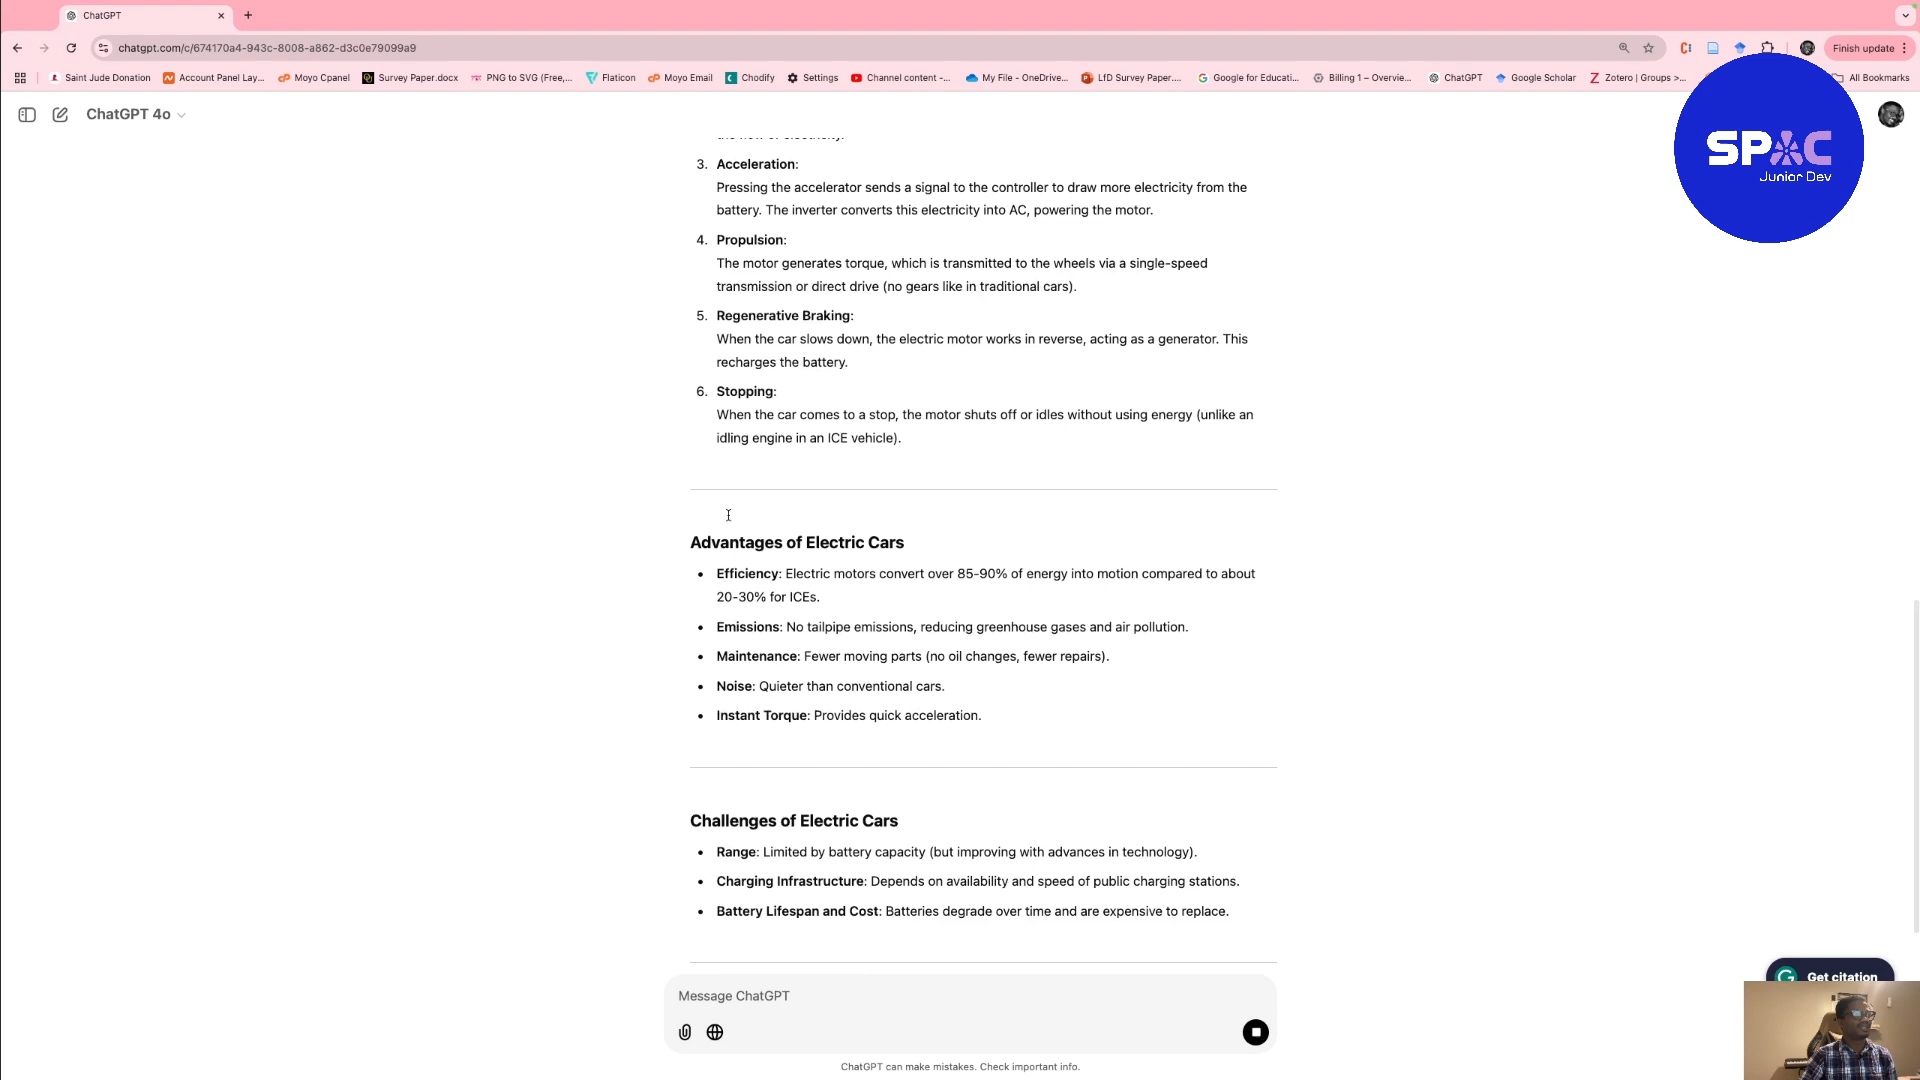 ChatGPT
chatgpt.com/c/674170a4-943c-8008-a862-d3c0e79099a9
Finish update
Saint Jude Donation
Account Panel Lay...
Moyo Cpanel
Survey Paper.docx
PNG to SVG (Free,...
Flaticon
Moyo Email
Chodify
Settings
Channel content -...
My File - OneDrive...
LfD Survey Paper....
Google for Educati...
Billing 1 – Overvie...
ChatGPT
Google Scholar
Zotero | Groups >...
All Bookmarks
ChatGPT 4o
SPAC
Junior Dev
3. Acceleration:
Pressing the accelerator sends a signal to the controller to draw more electricity from the
battery. The inverter converts this electricity into AC, powering the motor.
4. Propulsion:
The motor generates torque, which is transmitted to the wheels via a single-speed
transmission or direct drive (no gears like in traditional cars).
5. Regenerative Braking:
When the car slows down, the electric motor works in reverse, acting as a generator. This
recharges the battery.
6. Stopping:
When the car comes to a stop, the motor shuts off or idles without using energy (unlike an
idling engine in an ICE vehicle).
Advantages of Electric Cars
• Efficiency: Electric motors convert over 85-90% of energy into motion compared to about
20-30% for ICEs.
• Emissions: No tailpipe emissions, reducing greenhouse gases and air pollution.
• Maintenance: Fewer moving parts (no oil changes, fewer repairs).
• Noise: Quieter than conventional cars.
• Instant Torque: Provides quick acceleration.
Challenges of Electric Cars
• Range: Limited by battery capacity (but improving with advances in technology).
• Charging Infrastructure: Depends on availability and speed of public charging stations.
• Battery Lifespan and Cost: Batteries degrade over time and are expensive to replace.
Get citation
Message ChatGPT
ChatGPT can make mistakes. Check important info.